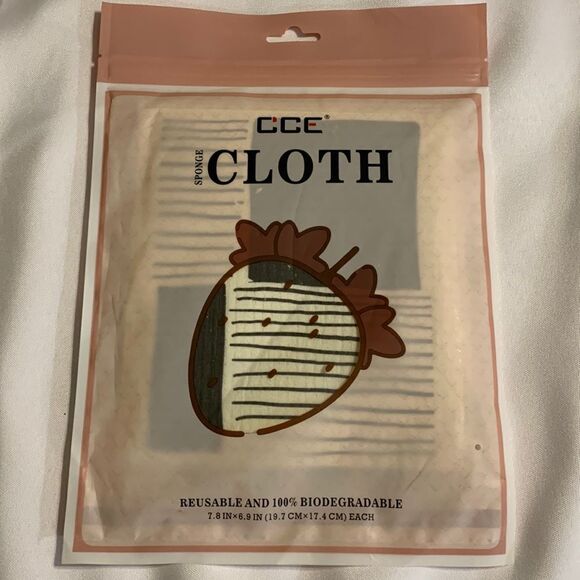 CCE®
SPONGE
CLOTH
REUSABLE AND 100% BIODEGRADABLE
7.8 IN×6.9 IN (19.7 CM×17.4 CM) EACH